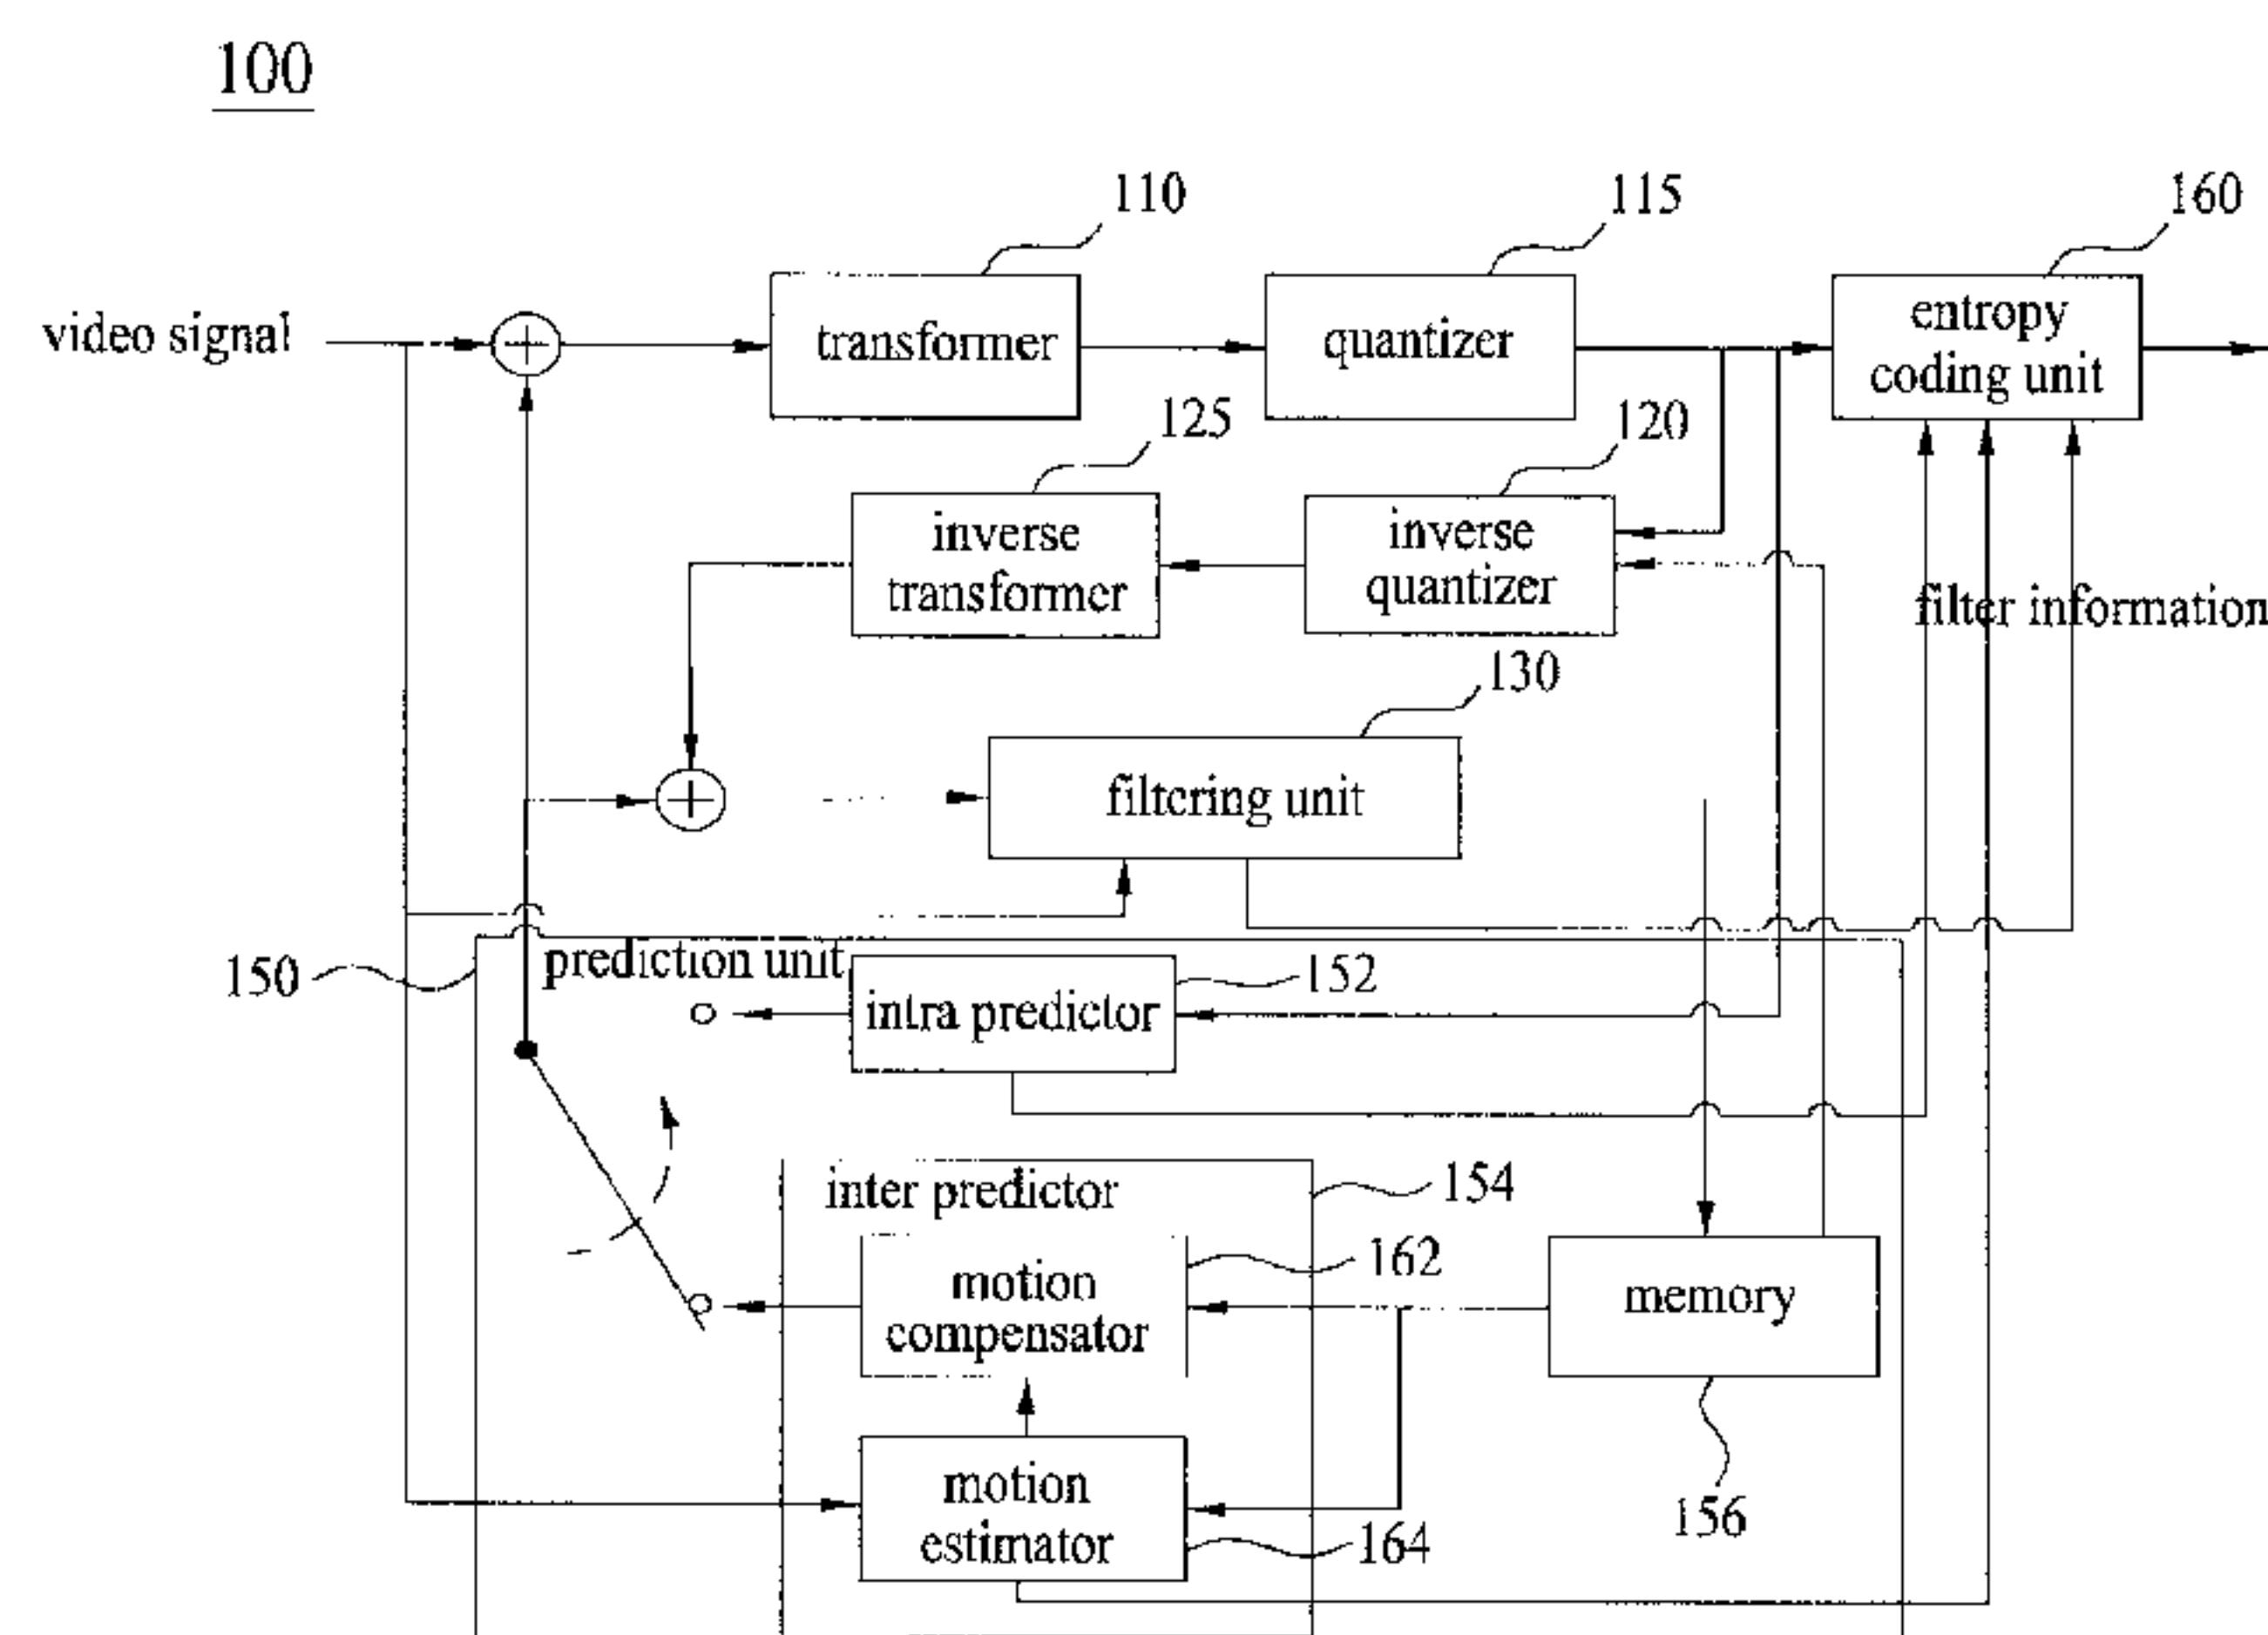 100
110
115
160
video signal
transformer
quantizer
entropy
coding unit
125
120
inverse
transformer
inverse
quantizer
filter information
130
filtering unit
150
prediction unit
152
intra predictor
inter predictor
154
motion
compensator
162
memory
motion
estimator
164
156